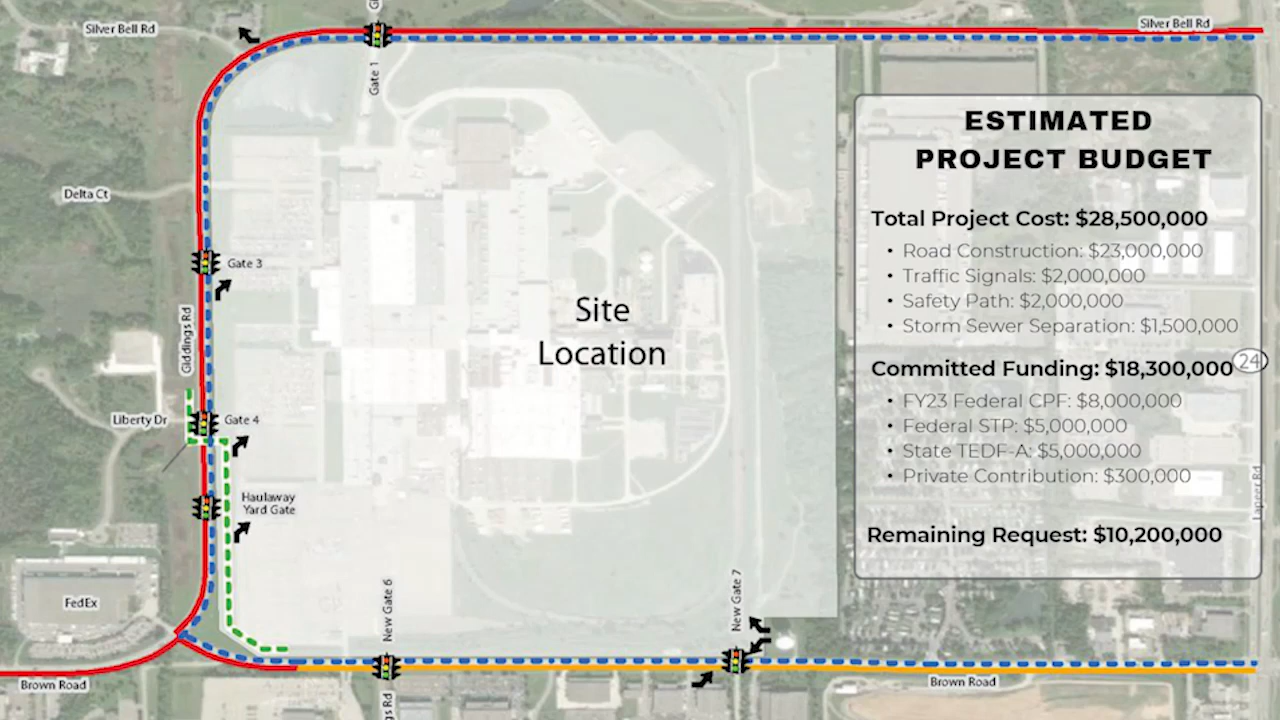 Silver Bell Rd
Silver Bell Rd
Gate 1
ESTIMATED
PROJECT BUDGET
Delta Ct
Total Project Cost: $28,500,000
• Road Construction: $23,000,000
• Traffic Signals: $2,000,000
• Safety Path: $2,000,000
• Storm Sewer Separation: $1,500,000
Gate 3
Site
Location
Giddings Rd
Committed Funding: $18,300,000
24
• FY23 Federal CPF: $8,000,000
• Federal STP: $5,000,000
• State TEDF-A: $5,000,000
• Private Contribution: $300,000
Liberty Dr
Gate 4
Haulaway
Yard Gate
Lapeer Rd
Remaining Request: $10,200,000
FedEx
New Gate 6
New Gate 7
Brown Road
Brown Road